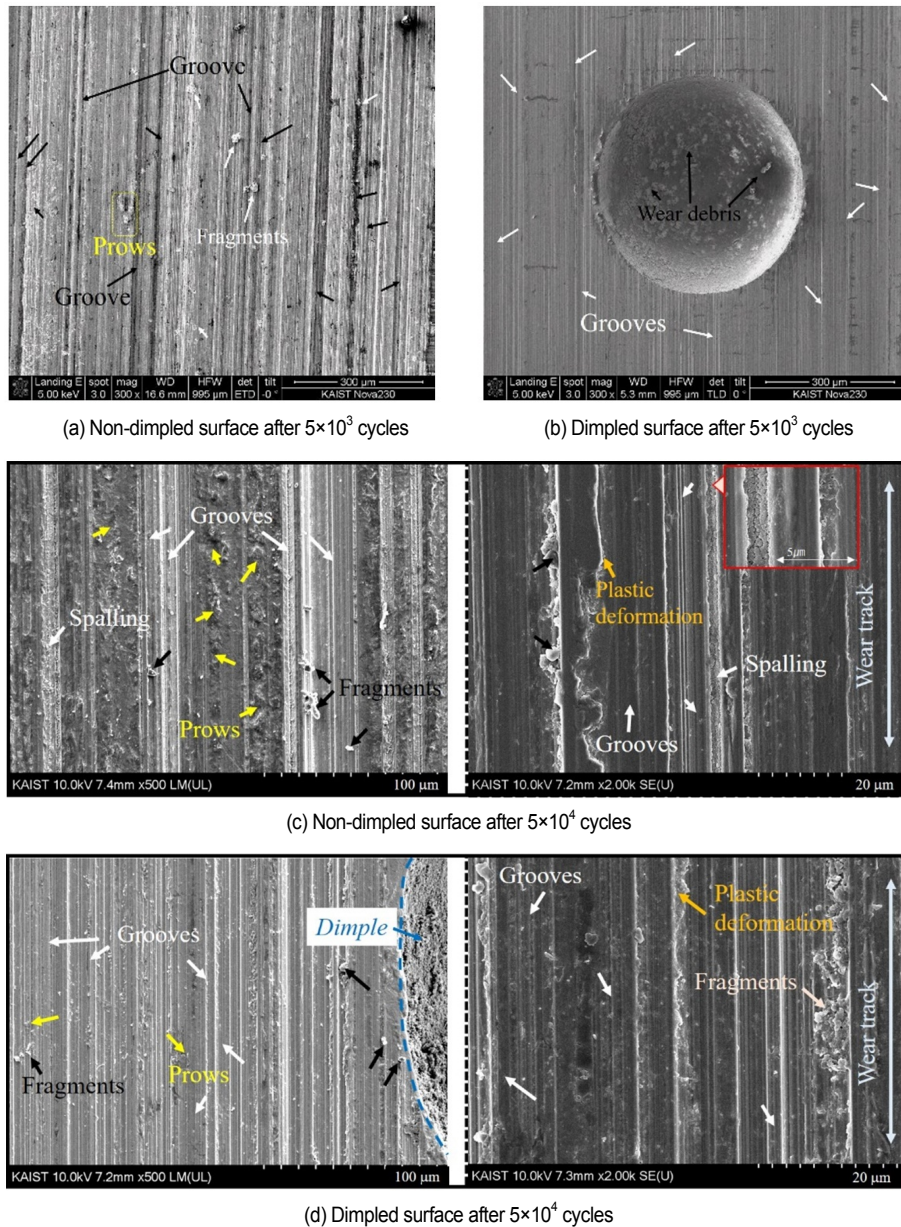 Groove
Prows
Fragments
Groove
Landing E spot mag WD HFW det tilt
5.00 keV 3.0 300 x 16.6 mm 995 µm ETD -0 °
300 µm
KAIST Nova230
Wear debris
Grooves
Landing E spot mag WD HFW det tilt
5.00 keV 3.0 300 x 5.3 mm 995 µm TLD 0 °
300 µm
KAIST Nova230
(a) Non-dimpled surface after 5×10³ cycles
(b) Dimpled surface after 5×10³ cycles
Grooves
Spalling
Fragments
Prows
KAIST 10.0kV 7.4mm x500 LM(UL)
100 µm
5㎛
Plastic
deformation
Spalling
Grooves
Wear track
KAIST 10.0kV 7.2mm x2.00k SE(U)
20 µm
(c) Non-dimpled surface after 5×10⁴ cycles
Dimple
Grooves
Prows
Fragments
KAIST 10.0kV 7.2mm x500 LM(UL)
100 µm
Grooves
Plastic
deformation
Fragments
Wear track
KAIST 10.0kV 7.3mm x2.00k SE(U)
20 µm
(d) Dimpled surface after 5×10⁴ cycles